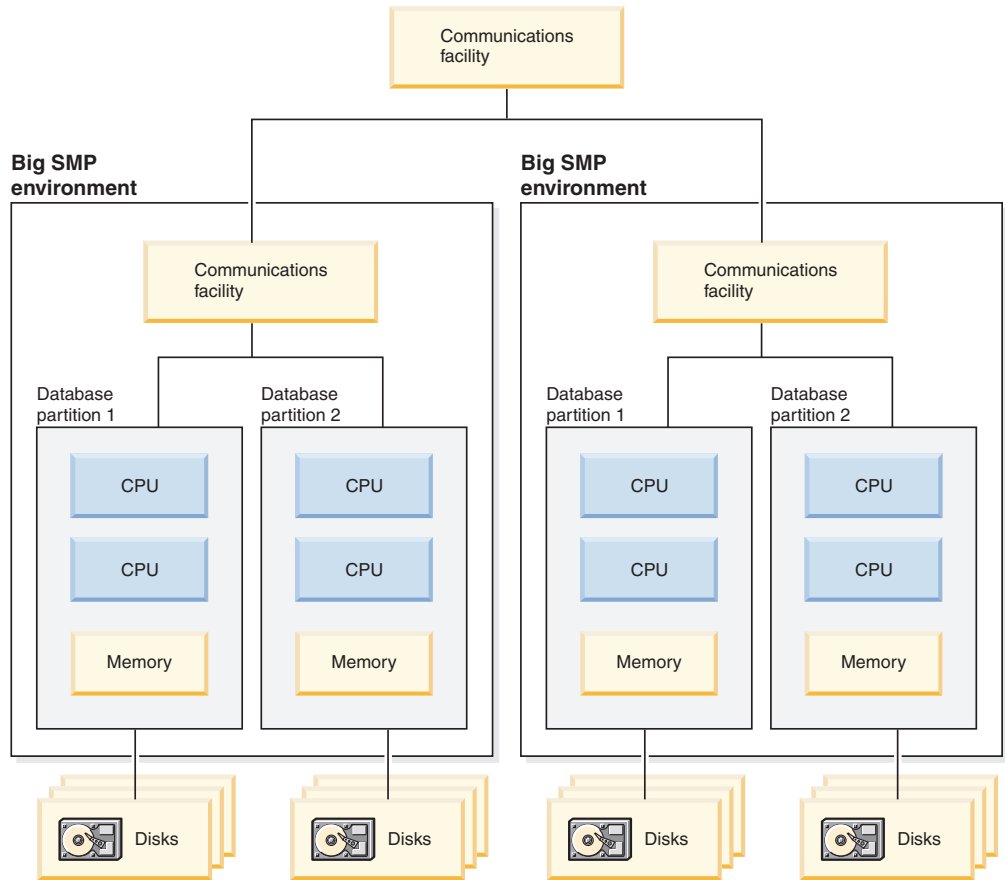 Communications
facility
Big SMP
environment
Communications
facility
Database
partition 1
CPU
CPU
Memory
Database
partition 2
CPU
CPU
Memory
Disks
Disks
Big SMP
environment
Communications
facility
Database
partition 1
CPU
CPU
Memory
Database
partition 2
CPU
CPU
Memory
Disks
Disks